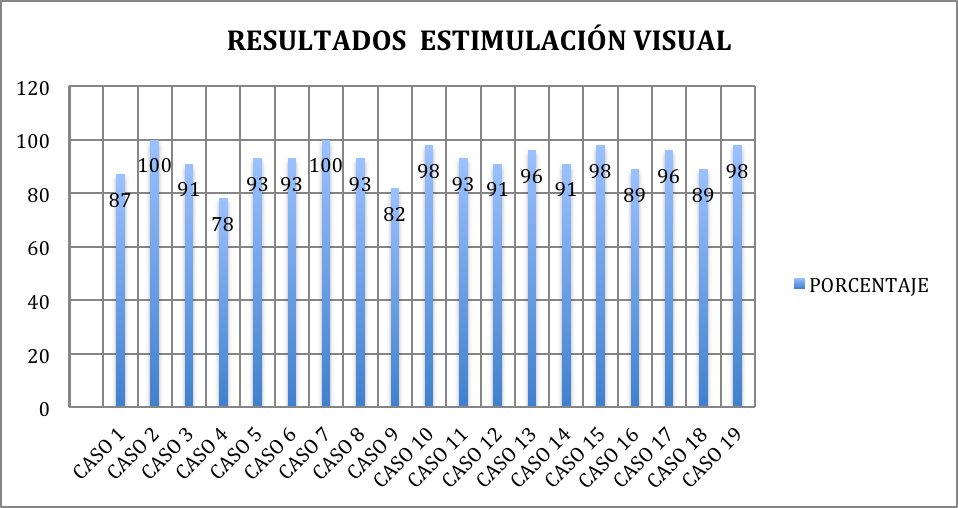 RESULTADOS  ESTIMULACIÓN VISUAL
120
100
80
60
40
20
0
87
100
91
78
93
93
100
93
82
98
93
91
96
91
98
89
96
89
98
CASO 1
CASO 2
CASO 3
CASO 4
CASO 5
CASO 6
CASO 7
CASO 8
CASO 9
CASO 10
CASO 11
CASO 12
CASO 13
CASO 14
CASO 15
CASO 16
CASO 17
CASO 18
CASO 19
PORCENTAJE